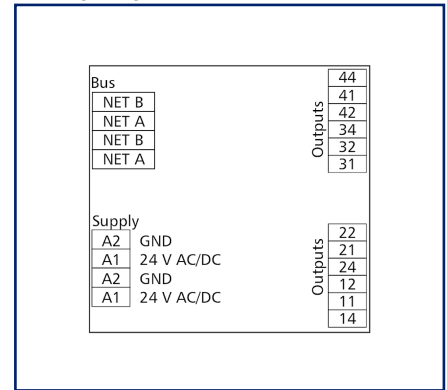 Bus
NET B
NET A
NET B
NET A
Supply
A2 GND
A1 24 V AC/DC
A2 GND
A1 24 V AC/DC
Outputs
44
41
42
34
32
31
Outputs
22
21
24
12
11
14